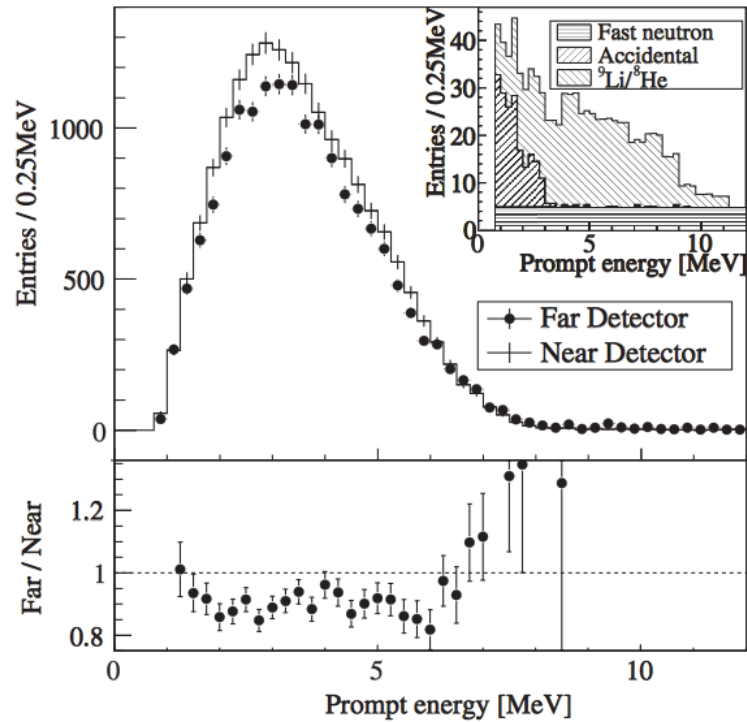 Entries / 0.25MeV
1000
500
0
Entries / 0.25MeV
40
30
20
10
0
0
5
10
Prompt energy [MeV]
Fast neutron
Accidental
⁹Li/⁸He
Far Detector
Near Detector
Far / Near
1.2
1
0.8
0
5
10
Prompt energy [MeV]